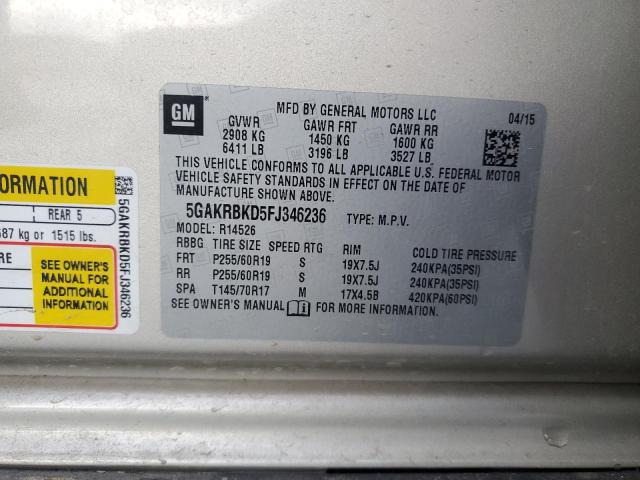 GM
MFD BY GENERAL MOTORS LLC
04/15
GVWR GAWR FRT GAWR RR
2908 KG 1450 KG 1600 KG
6411 LB 3196 LB 3527 LB
THIS VEHICLE CONFORMS TO ALL APPLICABLE U.S. FEDERAL MOTOR
VEHICLE SAFETY STANDARDS IN EFFECT ON THE DATE OF
MANUFACTURE SHOWN ABOVE.
5GAKRBKD5FJ346236 TYPE: M.P.V.
MODEL: R14526
RBBG TIRE SIZE SPEED RTG RIM COLD TIRE PRESSURE
FRT P255/60R19 S 19X7.5J 240KPA(35PSI)
RR P255/60R19 S 19X7.5J 240KPA(35PSI)
SPA T145/70R17 M 17X4.5B 420KPA(60PSI)
SEE OWNER'S MANUAL i FOR MORE INFORMATION.
FORMATION
REAR 5
687 kg or 1515 lbs.
RE
SEE OWNER'S
MANUAL FOR
ADDITIONAL
INFORMATION
5GAKRBKD5FJ346236